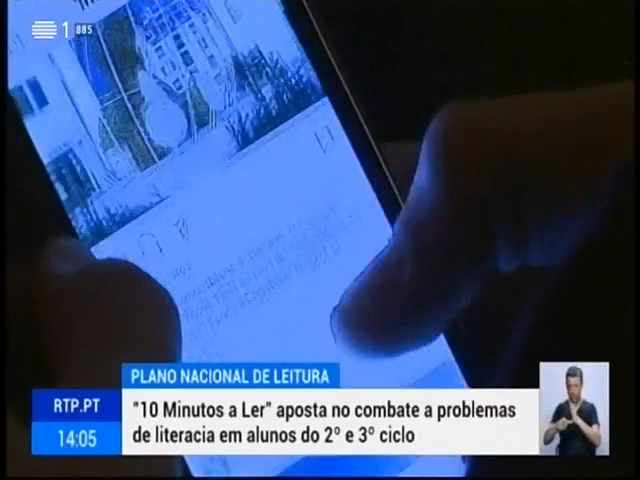 1 885
PLANO NACIONAL DE LEITURA
RTP.PT
14:05
"10 Minutos a Ler" aposta no combate a problemas
de literacia em alunos do 2º e 3º ciclo